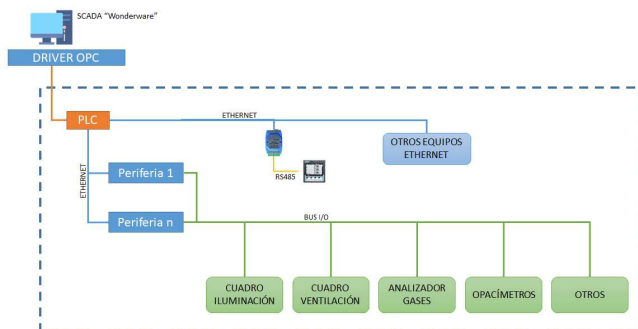 SCADA "Wonderware"
DRIVER OPC
PLC
ETHERNET
OTROS EQUIPOS
ETHERNET
ETHERNET
RS485
Periferia 1
Periferia n
BUS I/O
CUADRO
ILUMINACIÓN
CUADRO
VENTILACIÓN
ANALIZADOR
GASES
OPACÍMETROS
OTROS